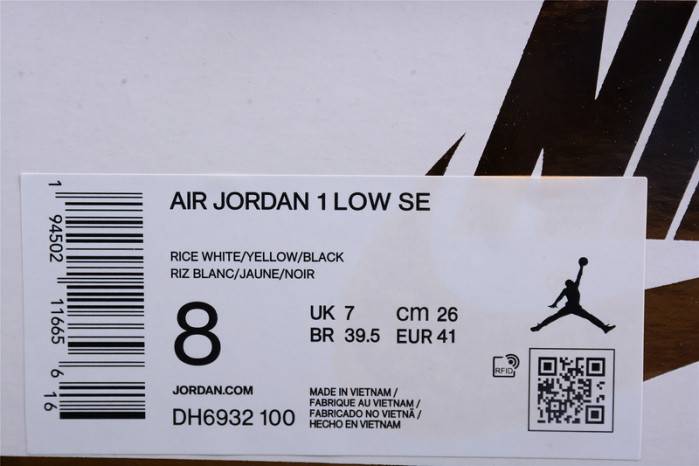 AIR JORDAN 1 LOW SE
RICE WHITE/YELLOW/BLACK
RIZ BLANC/JAUNE/NOIR
8
UK 7 cm 26
BR 39.5 EUR 41
JORDAN.COM
DH6932 100
MADE IN VIETNAM /
FABRIQUE AU VIETNAM /
FABRICADO NO VIETNÃ /
HECHO EN VIETNAM
RFID
1 94502 11665 6 16